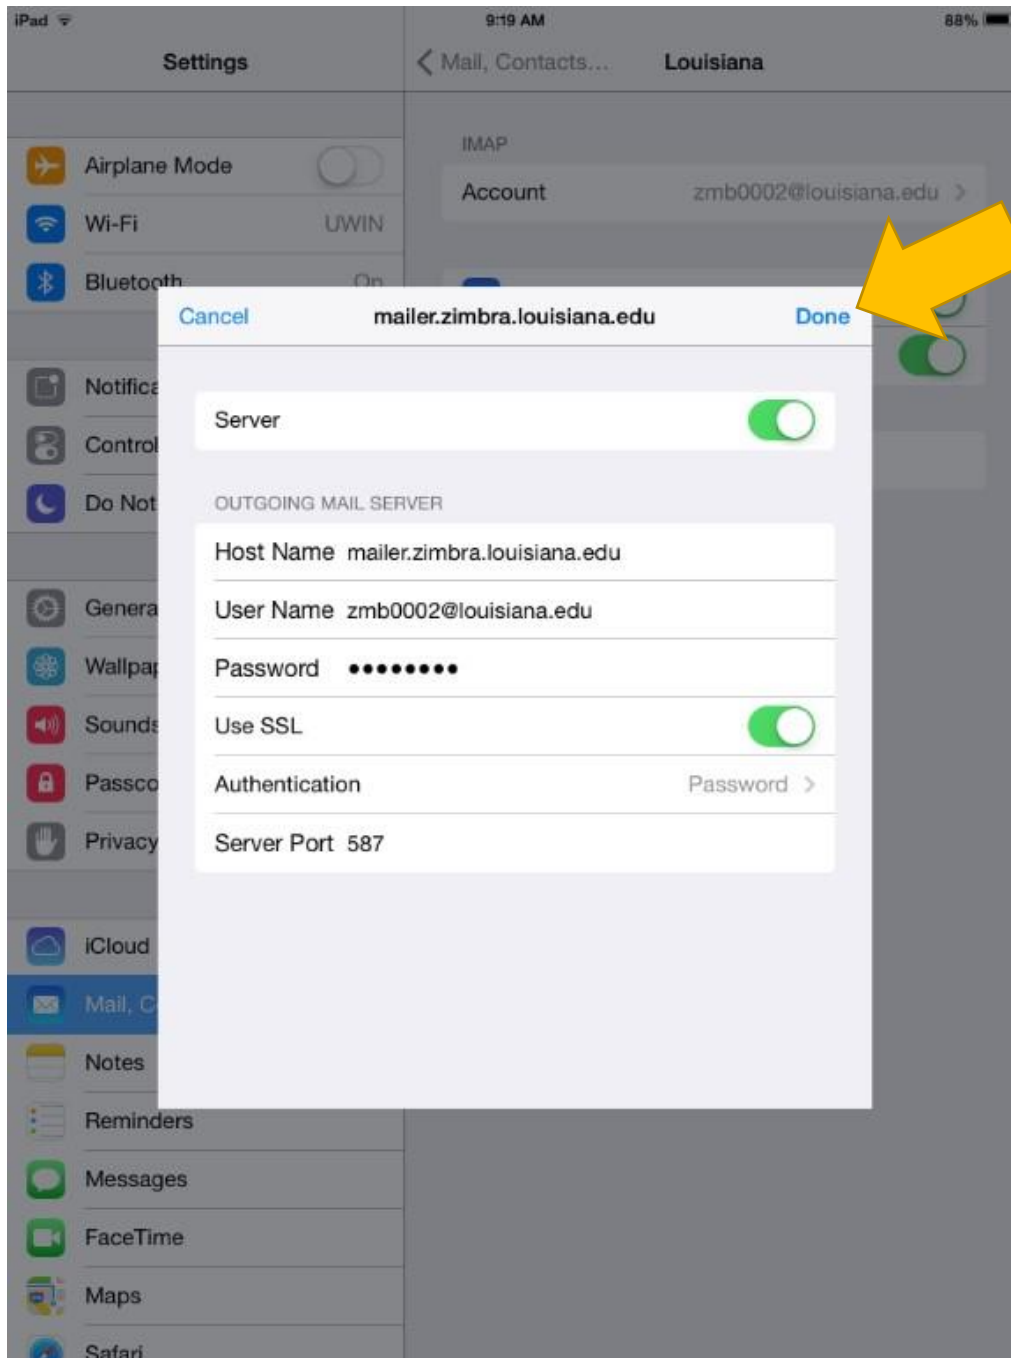 iPad 9:19 AM 88%
Settings
Mail, Contacts... Louisiana
Airplane Mode
Wi-Fi UWIN
Bluetooth On
Notifica
Control
Do Not
Genera
Wallpap
Sounds
Passco
Privacy
iCloud
Mail, C
Notes
Reminders
Messages
FaceTime
Maps
Safari
IMAP
Account zmb0002@louisiana.edu
Cancel mailer.zimbra.louisiana.edu Done
Server
OUTGOING MAIL SERVER
Host Name mailer.zimbra.louisiana.edu
User Name zmb0002@louisiana.edu
Password ••••••••
Use SSL
Authentication Password
Server Port 587